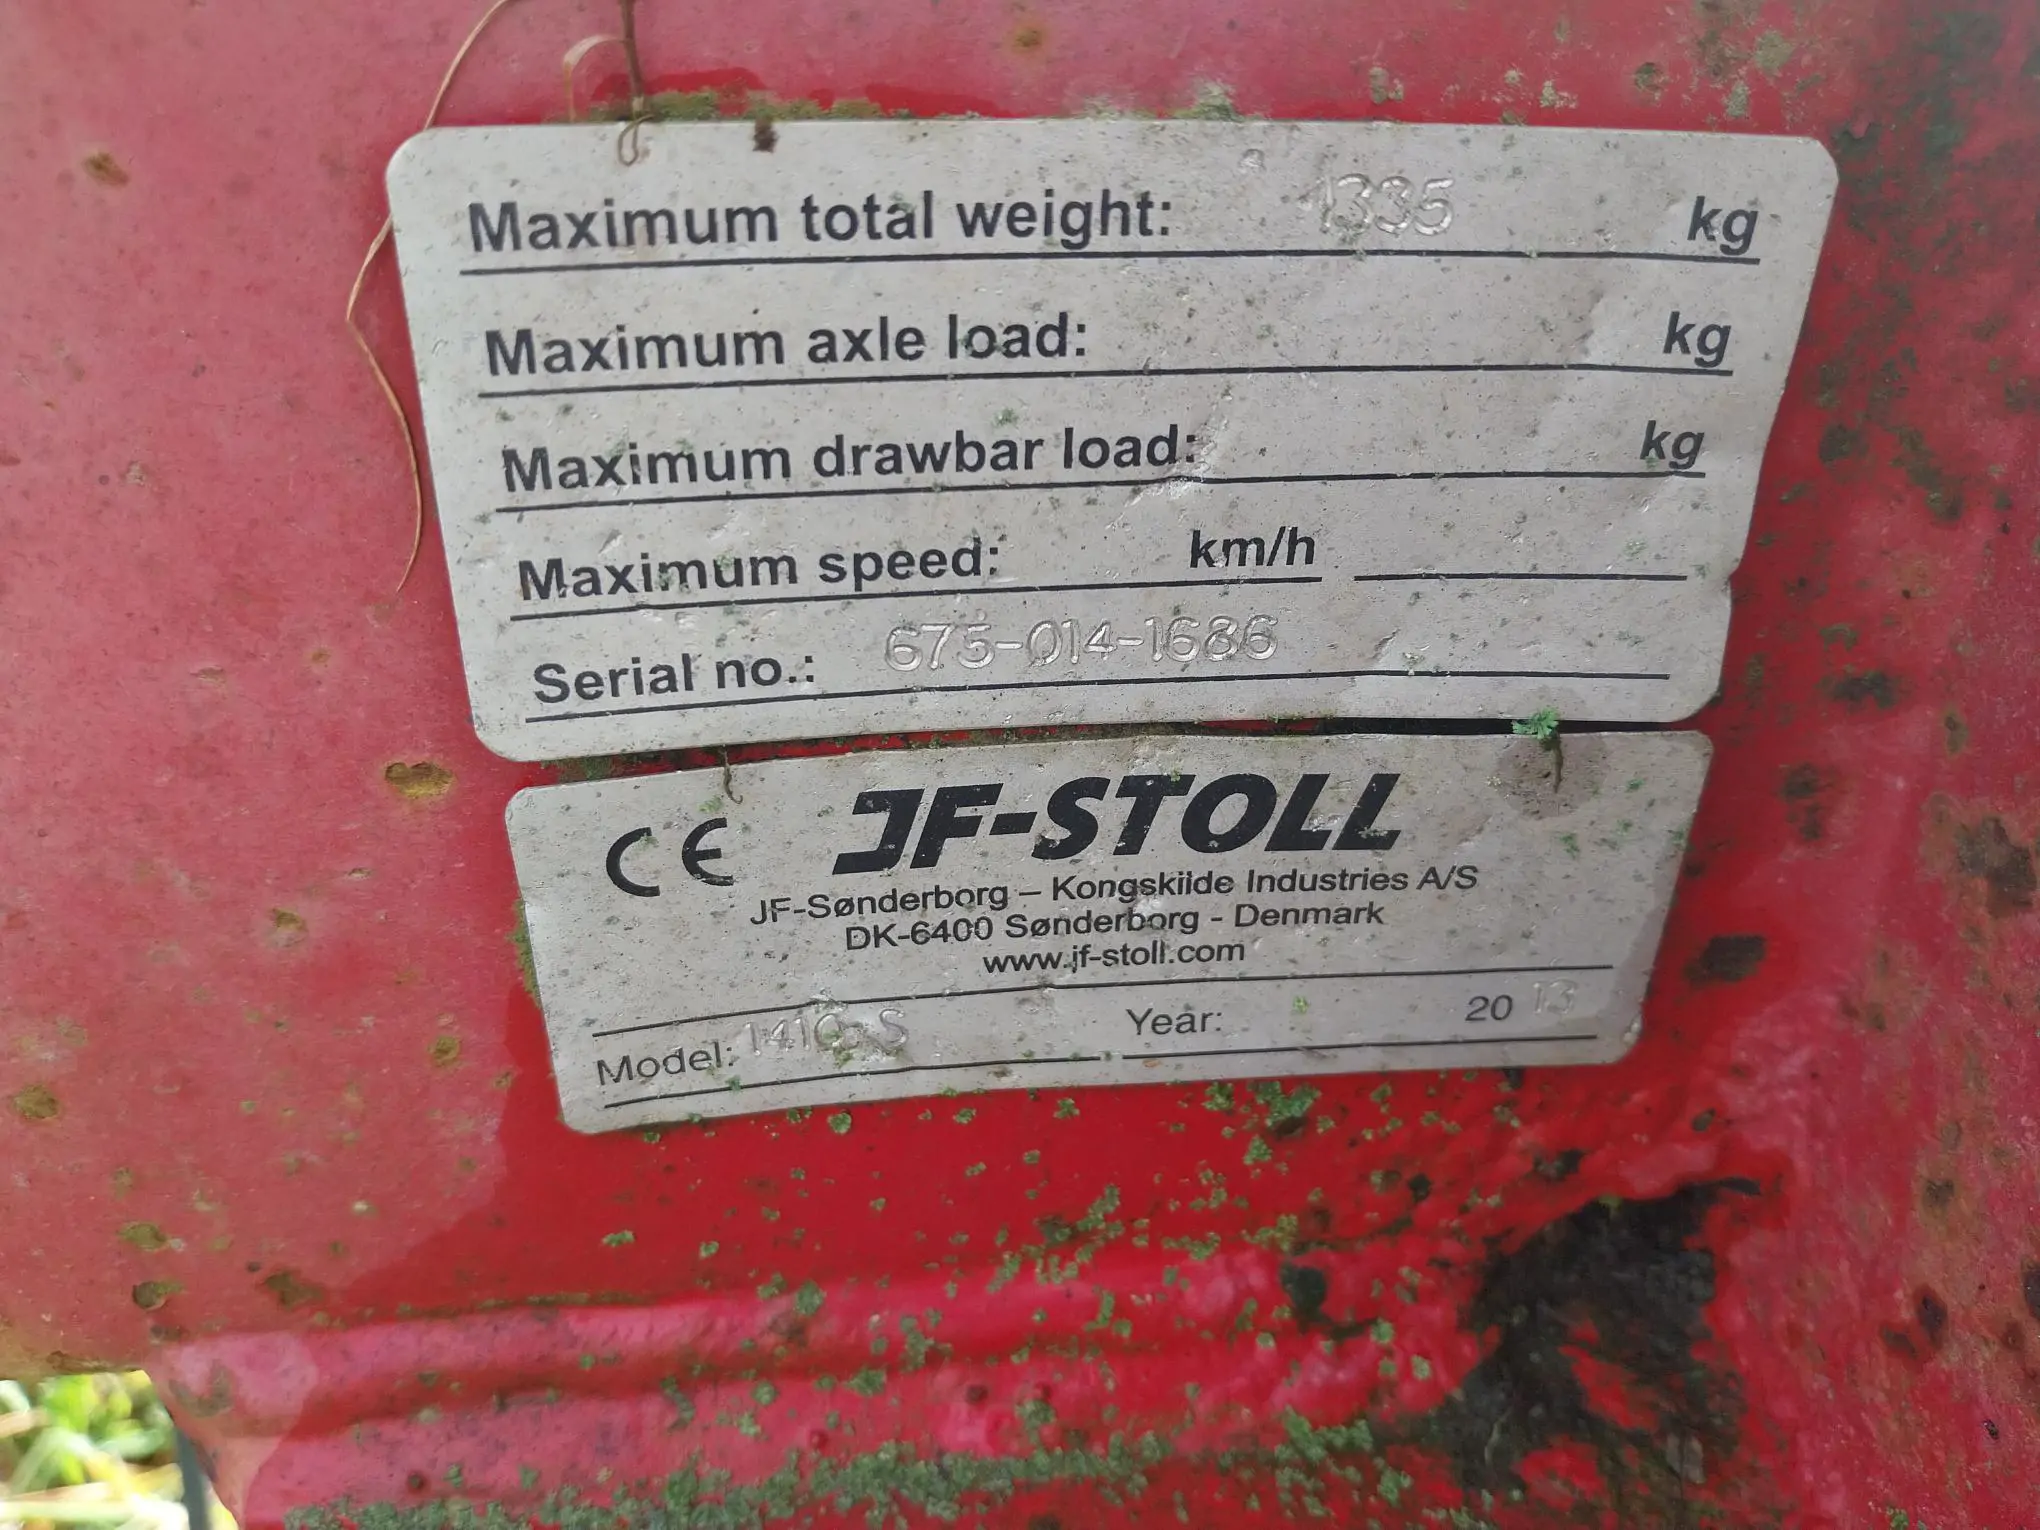 Maximum total weight: 1335 kg
Maximum axle load: kg
Maximum drawbar load: kg
Maximum speed: km/h
Serial no.: 675-014-1686
CE JF-STOLL
JF-Sønderborg – Kongskilde Industries A/S
DK-6400 Sønderborg - Denmark
www.jf-stoll.com
Model: S Year: 2013